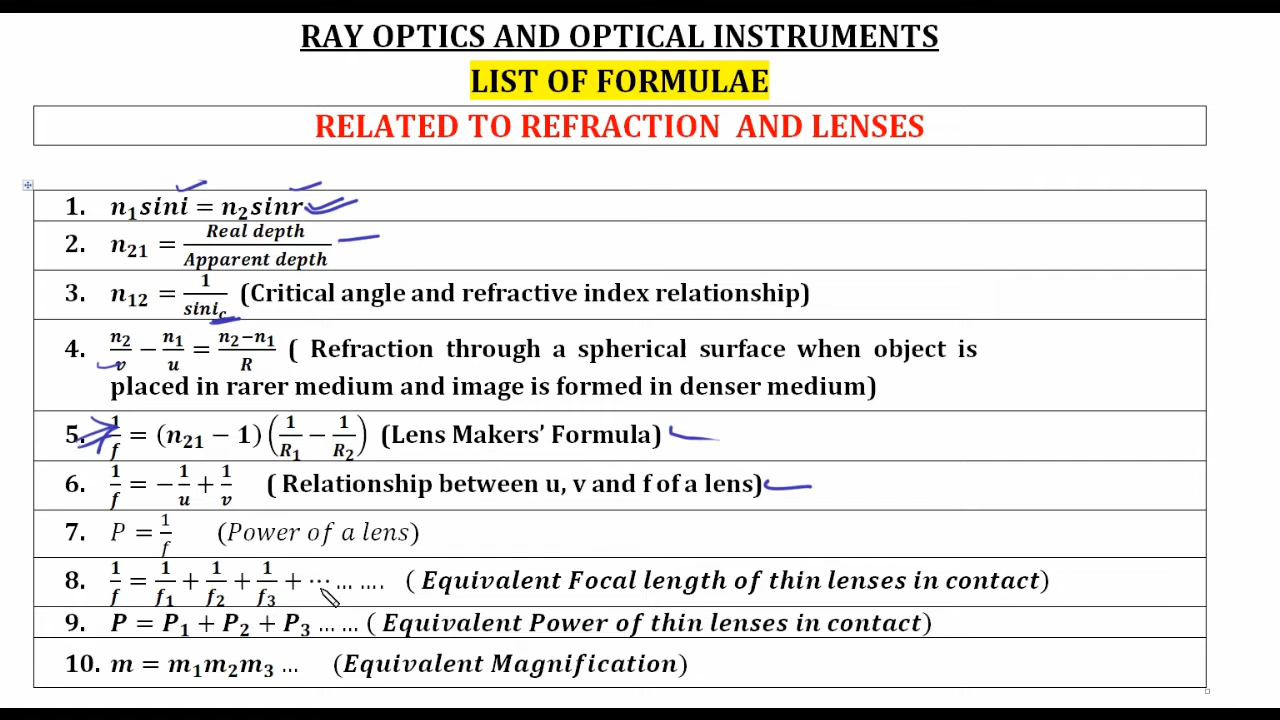 RAY OPTICS AND OPTICAL INSTRUMENTS
LIST OF FORMULAE
RELATED TO REFRACTION AND LENSES
1. n₁sini = n₂sinr
2. n₂₁ = Real depth / Apparent depth
3. n₁₂ = 1/sini_c (Critical angle and refractive index relationship)
4. n₂/v − n₁/u = (n₂−n₁)/R ( Refraction through a spherical surface when object is
placed in rarer medium and image is formed in denser medium)
5. 1/f = (n₂₁ − 1)(1/R₁ − 1/R₂) (Lens Makers’ Formula)
6. 1/f = −1/u + 1/v ( Relationship between u, v and f of a lens)
7. P = 1/f (Power of a lens)
8. 1/f = 1/f₁ + 1/f₂ + 1/f₃ + ⋯ … …. ( Equivalent Focal length of thin lenses in contact)
9. P = P₁ + P₂ + P₃ … … ( Equivalent Power of thin lenses in contact)
10. m = m₁m₂m₃ … (Equivalent Magnification)